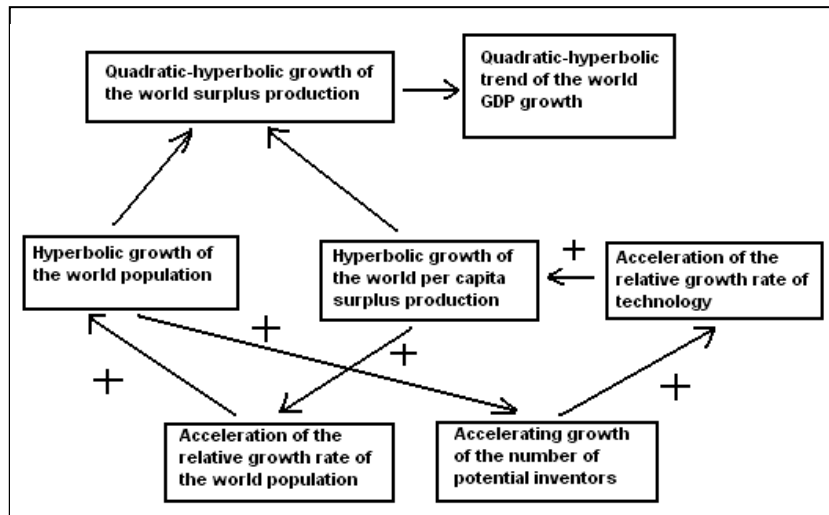 Quadratic-hyperbolic growth of
the world surplus production
Quadratic-hyperbolic
trend of the world
GDP growth
Hyperbolic growth of
the world population
Hyperbolic growth of
the world per capita
surplus production
+
Acceleration of the
relative growth rate of
technology
+
+
+
+
Acceleration of the
relative growth rate of
the world population
Accelerating growth
of the number of
potential inventors